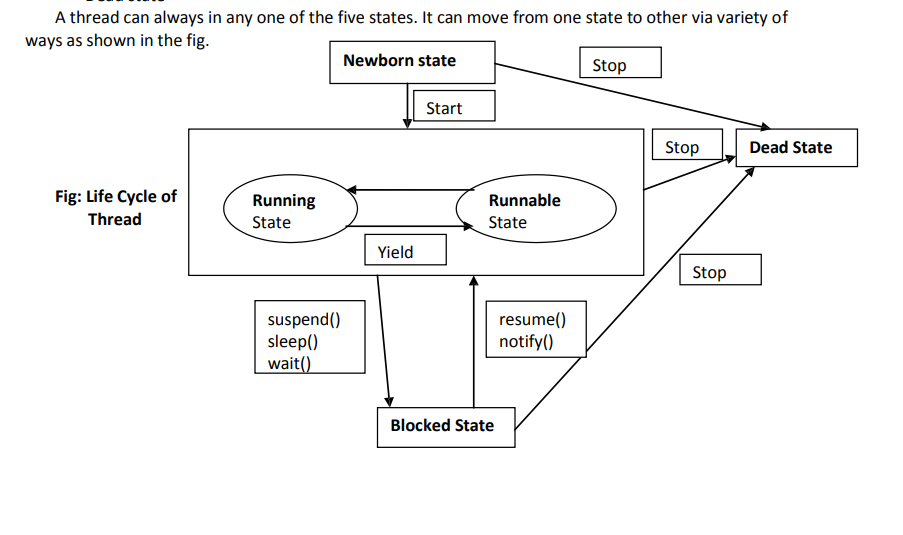 Dead state
A thread can always in any one of the five states. It can move from one state to other via variety of
ways as shown in the fig.
Newborn state
Stop
Start
Stop
Dead State
Fig: Life Cycle of
Thread
Running
State
Runnable
State
Yield
Stop
suspend()
sleep()
wait()
resume()
notify()
Blocked State